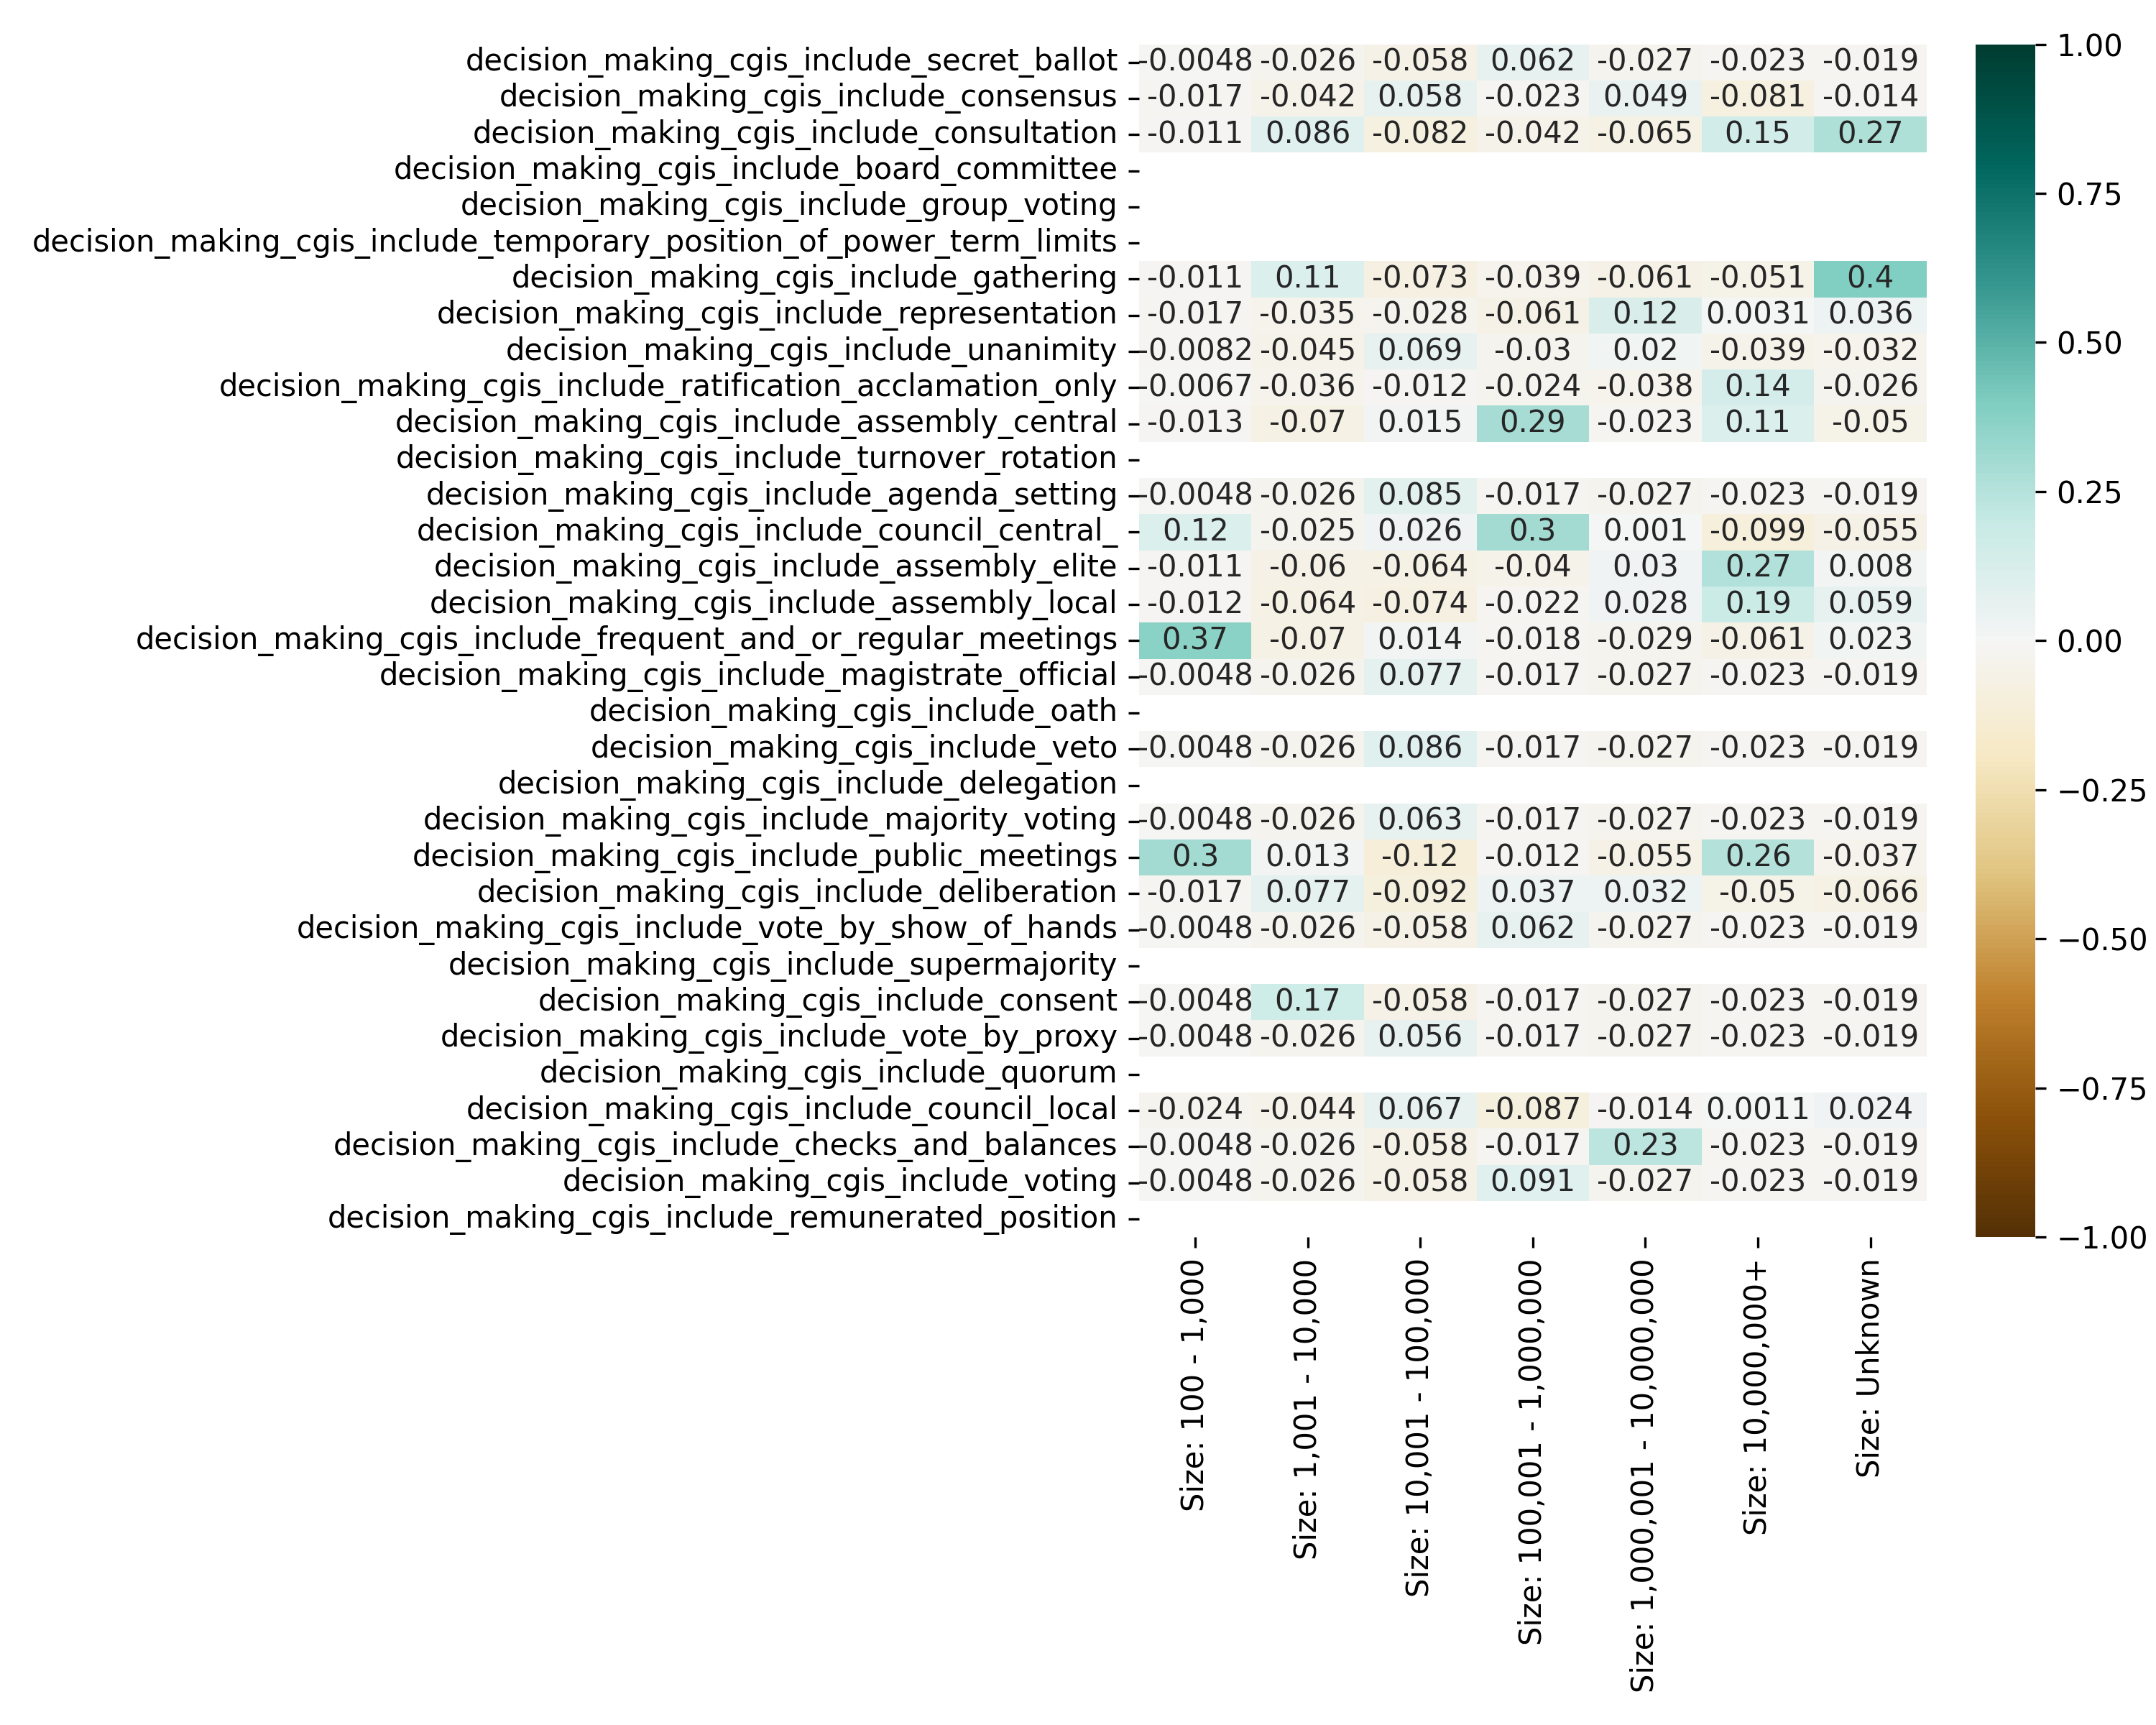 decision_making_cgis_include_secret_ballot -0.0048 -0.026 -0.058 0.062 -0.027 -0.023 -0.019
decision_making_cgis_include_consensus -0.017 -0.042 0.058 -0.023 0.049 -0.081 -0.014
decision_making_cgis_include_consultation -0.011 0.086 -0.082 -0.042 -0.065 0.15 0.27
decision_making_cgis_include_board_committee
decision_making_cgis_include_group_voting
decision_making_cgis_include_temporary_position_of_power_term_limits
decision_making_cgis_include_gathering -0.011 0.11 -0.073 -0.039 -0.061 -0.051 0.4
decision_making_cgis_include_representation -0.017 -0.035 -0.028 -0.061 0.12 0.0031 0.036
decision_making_cgis_include_unanimity -0.0082 -0.045 0.069 -0.03 0.02 -0.039 -0.032
decision_making_cgis_include_ratification_acclamation_only -0.0067 -0.036 -0.012 -0.024 -0.038 0.14 -0.026
decision_making_cgis_include_assembly_central -0.013 -0.07 0.015 0.29 -0.023 0.11 -0.05
decision_making_cgis_include_turnover_rotation
decision_making_cgis_include_agenda_setting -0.0048 -0.026 0.085 -0.017 -0.027 -0.023 -0.019
decision_making_cgis_include_council_central_ 0.12 -0.025 0.026 0.3 0.001 -0.099 -0.055
decision_making_cgis_include_assembly_elite -0.011 -0.06 -0.064 -0.04 0.03 0.27 0.008
decision_making_cgis_include_assembly_local -0.012 -0.064 -0.074 -0.022 0.028 0.19 0.059
decision_making_cgis_include_frequent_and_or_regular_meetings 0.37 -0.07 0.014 -0.018 -0.029 -0.061 0.023
decision_making_cgis_include_magistrate_official -0.0048 -0.026 0.077 -0.017 -0.027 -0.023 -0.019
decision_making_cgis_include_oath
decision_making_cgis_include_veto -0.0048 -0.026 0.086 -0.017 -0.027 -0.023 -0.019
decision_making_cgis_include_delegation
decision_making_cgis_include_majority_voting -0.0048 -0.026 0.063 -0.017 -0.027 -0.023 -0.019
decision_making_cgis_include_public_meetings 0.3 0.013 -0.12 -0.012 -0.055 0.26 -0.037
decision_making_cgis_include_deliberation -0.017 0.077 -0.092 0.037 0.032 -0.05 -0.066
decision_making_cgis_include_vote_by_show_of_hands -0.0048 -0.026 -0.058 0.062 -0.027 -0.023 -0.019
decision_making_cgis_include_supermajority
decision_making_cgis_include_consent -0.0048 0.17 -0.058 -0.017 -0.027 -0.023 -0.019
decision_making_cgis_include_vote_by_proxy -0.0048 -0.026 0.056 -0.017 -0.027 -0.023 -0.019
decision_making_cgis_include_quorum
decision_making_cgis_include_council_local -0.024 -0.044 0.067 -0.087 -0.014 0.0011 0.024
decision_making_cgis_include_checks_and_balances -0.0048 -0.026 -0.058 -0.017 0.23 -0.023 -0.019
decision_making_cgis_include_voting -0.0048 -0.026 -0.058 0.091 -0.027 -0.023 -0.019
decision_making_cgis_include_remunerated_position
Size: 100 - 1,000
Size: 1,001 - 10,000
Size: 10,001 - 100,000
Size: 100,001 - 1,000,000
Size: 1,000,001 - 10,000,000
Size: 10,000,000+
Size: Unknown
1.00
0.75
0.50
0.25
0.00
−0.25
−0.50
−0.75
−1.00